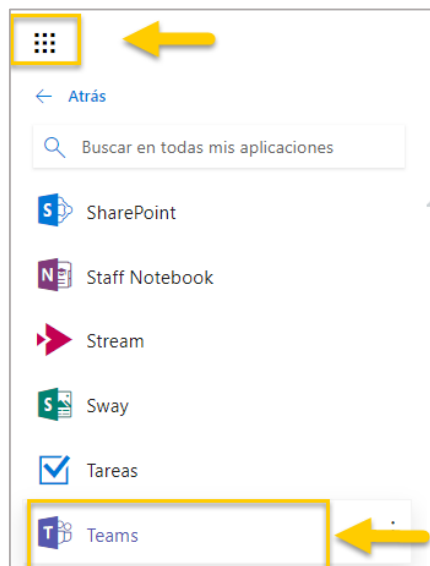 Atrás
Buscar en todas mis aplicaciones
SharePoint
Staff Notebook
Stream
Sway
Tareas
Teams